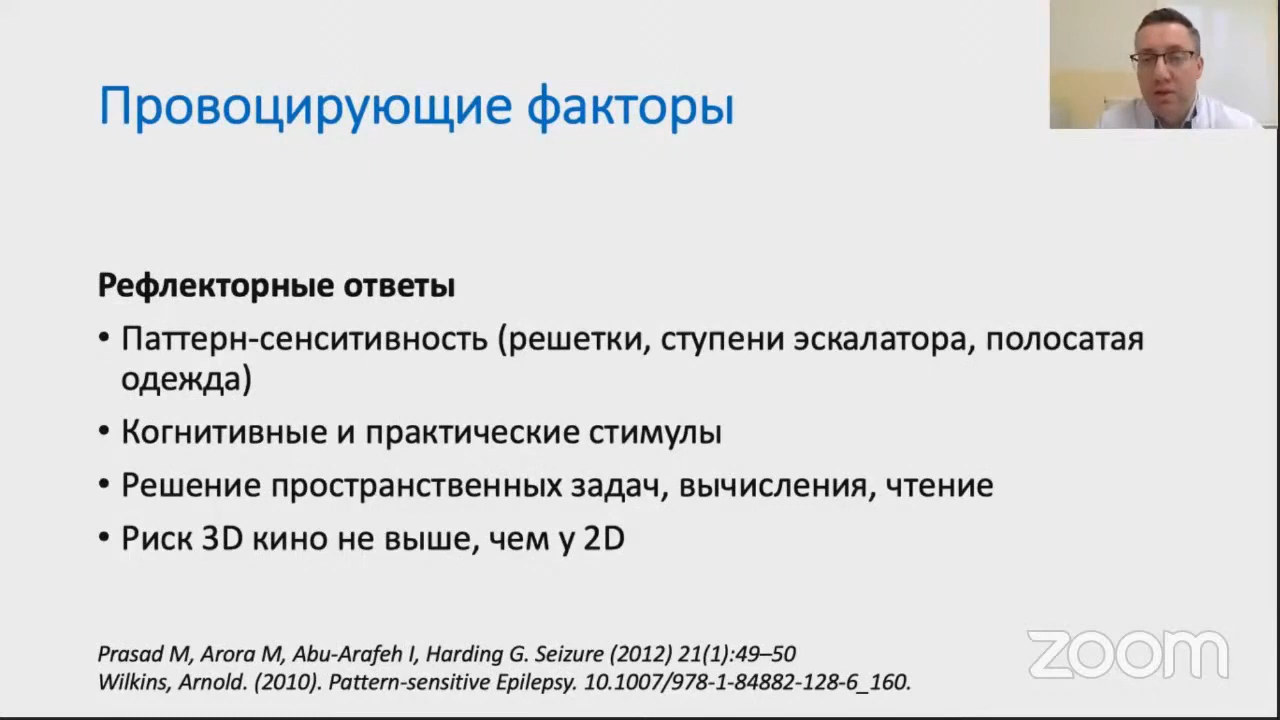 Провоцирующие факторы
Рефлекторные ответы
• Паттерн-сенситивность (решетки, ступени эскалатора, полосатая
одежда)
• Когнитивные и практические стимулы
• Решение пространственных задач, вычисления, чтение
• Риск 3D кино не выше, чем у 2D
Prasad M, Arora M, Abu-Arafeh I, Harding G. Seizure (2012) 21(1):49–50
Wilkins, Arnold. (2010). Pattern-sensitive Epilepsy. 10.1007/978-1-84882-128-6_160.
zoom